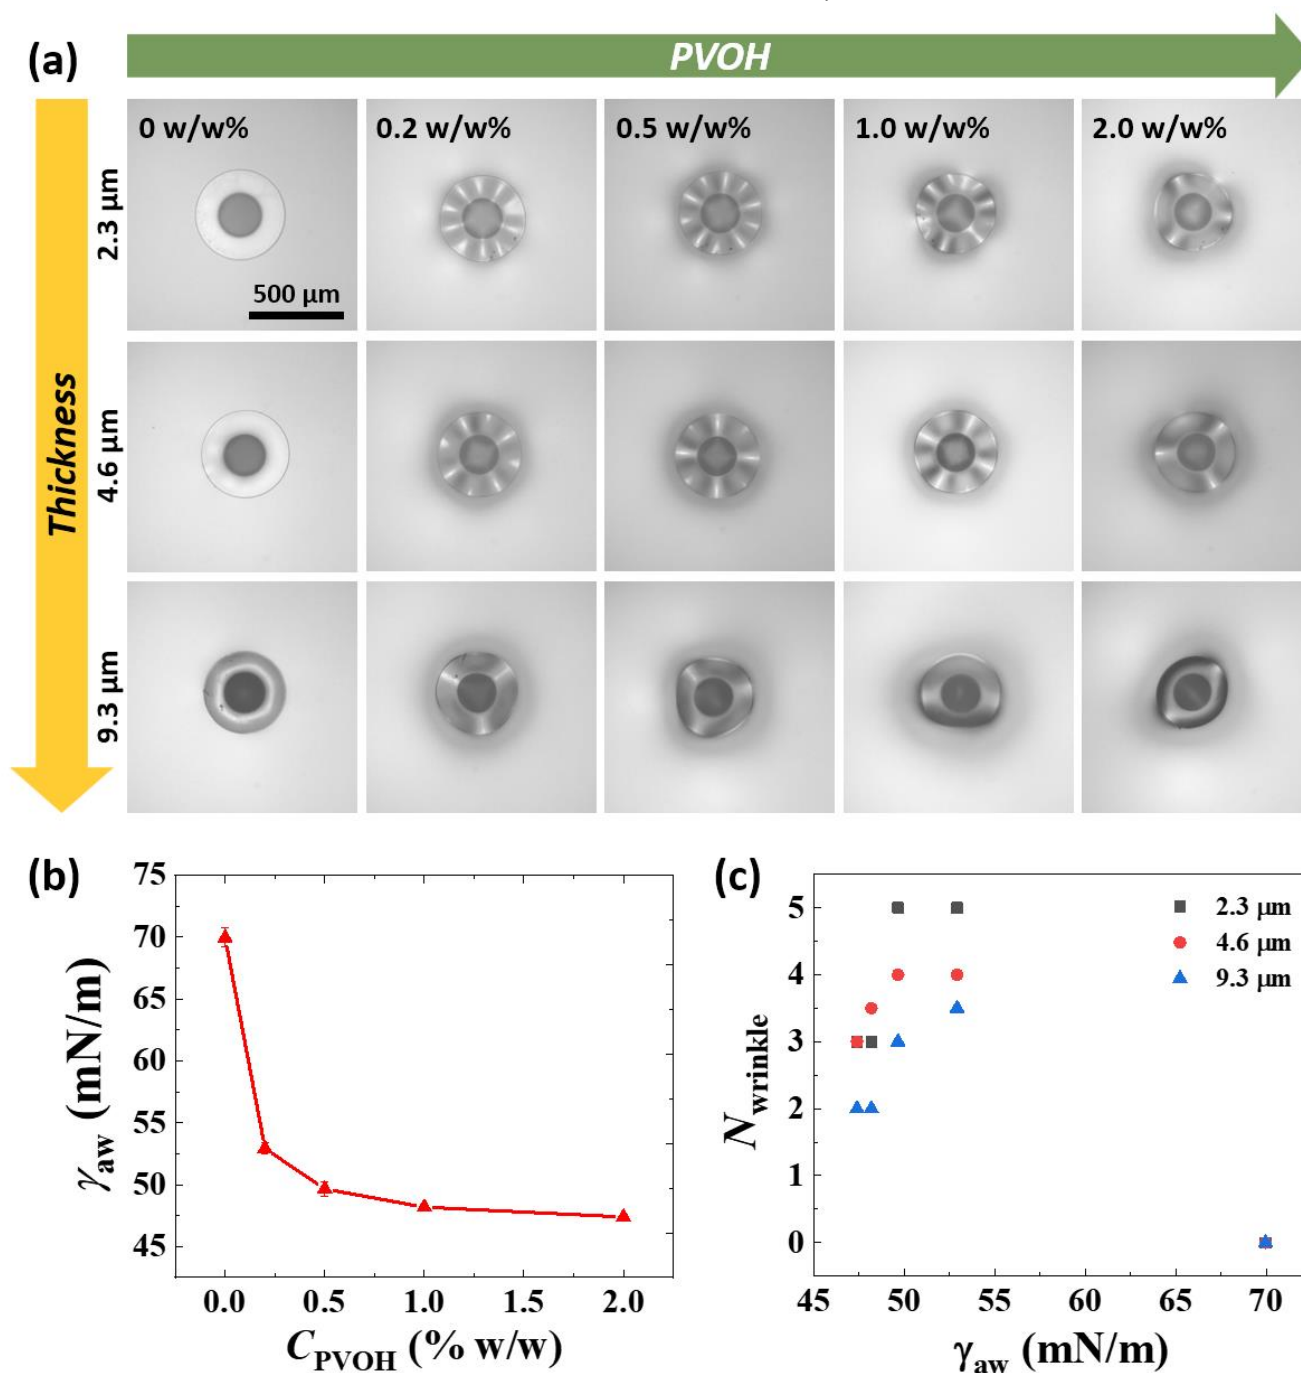 (a)
PVOH
0 w/w%
0.2 w/w%
0.5 w/w%
1.0 w/w%
2.0 w/w%
Thickness
2.3 μm
500 μm
4.6 μm
9.3 μm
(b)
75
70
65
60
55
50
45
γaw (mN/m)
0.0 0.5 1.0 1.5 2.0
CPVOH (% w/w)
(c)
2.3 μm
4.6 μm
9.3 μm
5
4
3
2
1
0
Nwrinkle
45 50 55 60 65 70
γaw (mN/m)